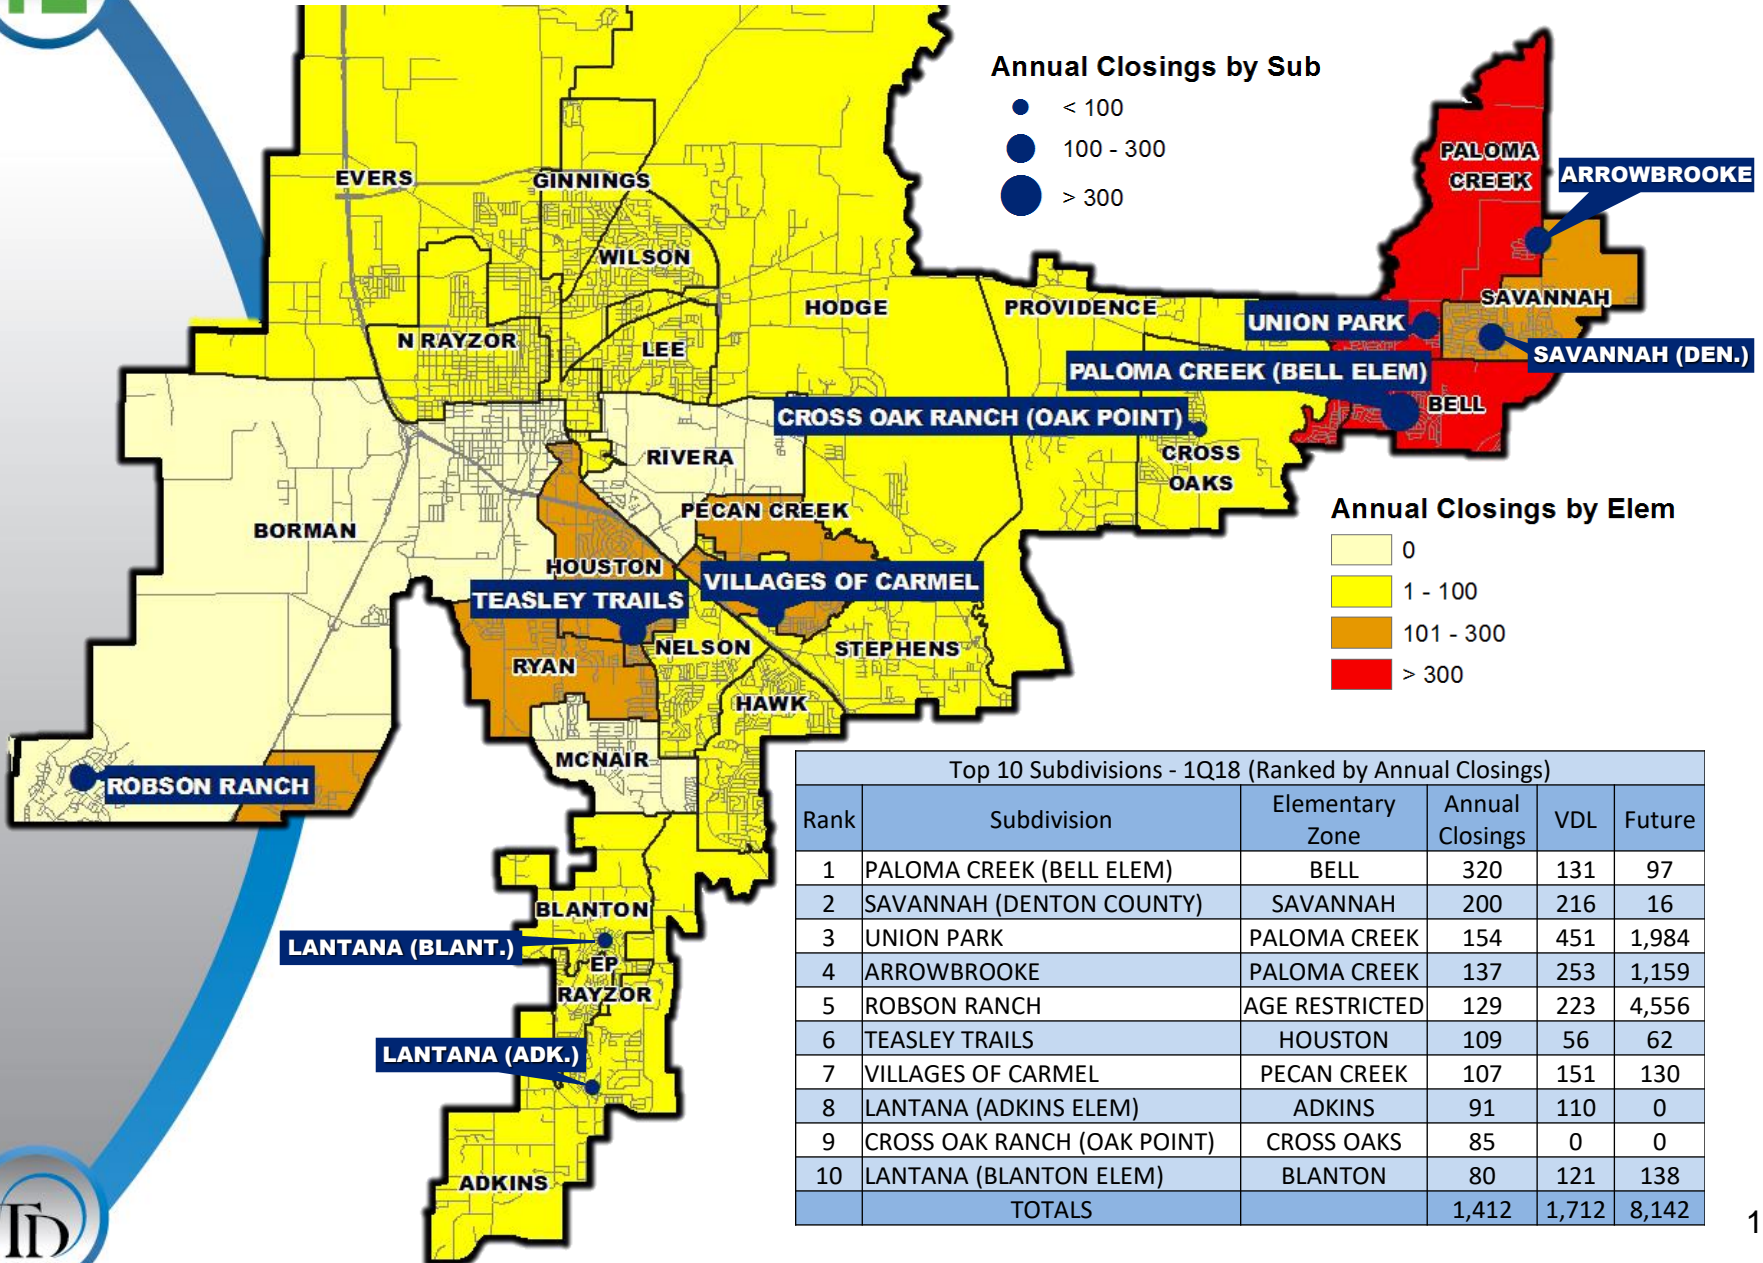 Annual Closings by Sub
< 100
100 - 300
> 300
PALOMA
CREEK
ARROWBROOKE
EVERS
GINNINGS
WILSON
HODGE
PROVIDENCE
SAVANNAH
UNION PARK
SAVANNAH (DEN.)
N RAYZOR
LEE
PALOMA CREEK (BELL ELEM)
BELL
CROSS OAK RANCH (OAK POINT)
RIVERA
CROSS
OAKS
PECAN CREEK
BORMAN
HOUSTON
TEASLEY TRAILS
VILLAGES OF CARMEL
NELSON
STEPHENS
RYAN
HAWK
MCNAIR
ROBSON RANCH
Annual Closings by Elem
0
1 - 100
101 - 300
> 300
BLANTON
LANTANA (BLANT.)
EP
RAYZOR
LANTANA (ADK.)
ADKINS
Top 10 Subdivisions - 1Q18 (Ranked by Annual Closings)
Rank Subdivision Elementary Zone Annual Closings VDL Future
1 PALOMA CREEK (BELL ELEM) BELL 320 131 97
2 SAVANNAH (DENTON COUNTY) SAVANNAH 200 216 16
3 UNION PARK PALOMA CREEK 154 451 1,984
4 ARROWBROOKE PALOMA CREEK 137 253 1,159
5 ROBSON RANCH AGE RESTRICTED 129 223 4,556
6 TEASLEY TRAILS HOUSTON 109 56 62
7 VILLAGES OF CARMEL PECAN CREEK 107 151 130
8 LANTANA (ADKINS ELEM) ADKINS 91 110 0
9 CROSS OAK RANCH (OAK POINT) CROSS OAKS 85 0 0
10 LANTANA (BLANTON ELEM) BLANTON 80 121 138
TOTALS 1,412 1,712 8,142
1